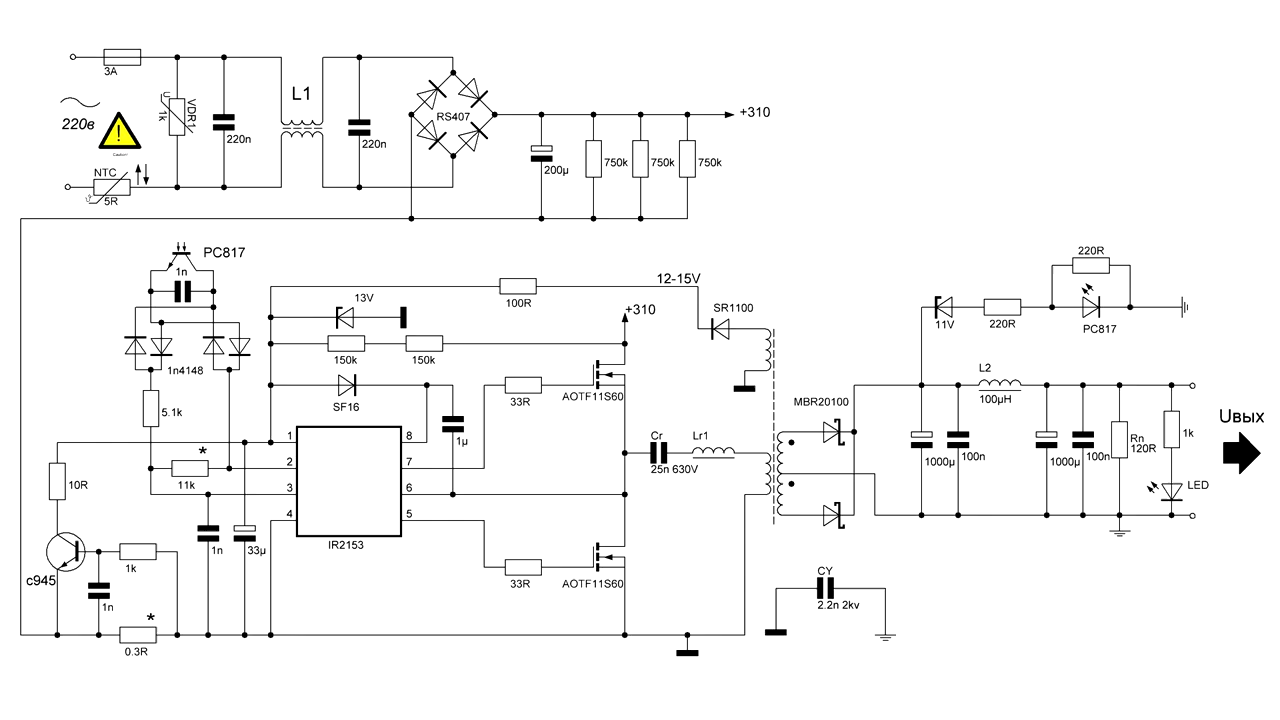 3A
220в
Caution!
U
1k
VDR1
220n
L1
220n
RS407
200µ
750k
750k
750k
+310
NTC
5R
PC817
1n
1n4148
5.1k
11k
*
10R
c945
1n
1k
*
0.3R
1n
33µ
13V
100R
150k
150k
SF16
1µ
1
2
3
4
8
7
6
5
IR2153
33R
33R
+310
AOTF11S60
AOTF11S60
12-15V
SR1100
Cr
25n 630V
Lr1
MBR20100
CY
2.2n 2kv
11V
220R
220R
PC817
L2
100µH
1000µ
100n
1000µ
100n
Rn
120R
1k
LED
Uвых